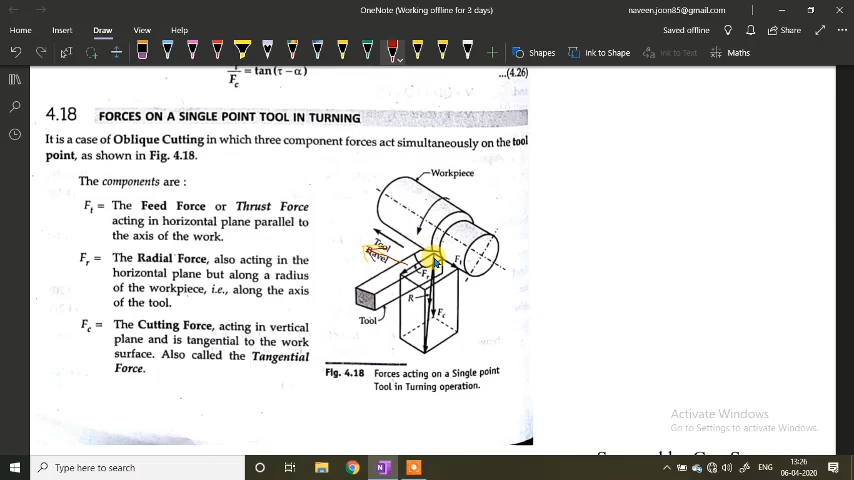 OneNote (Working offline for 3 days)
naveen.joon85@gmail.com
Home Insert Draw View Help
Saved offline
Share
Shapes
Ink to Shape
Ink to Text
Maths
F_c = tan (τ – α)
...(4.26)
4.18 FORCES ON A SINGLE POINT TOOL IN TURNING
It is a case of Oblique Cutting in which three component forces act simultaneously on the tool
point, as shown in Fig. 4.18.
The components are :
F_t = The Feed Force or Thrust Force
acting in horizontal plane parallel to
the axis of the work.
F_r = The Radial Force, also acting in the
horizontal plane but along a radius
of the workpiece, i.e., along the axis
of the tool.
F_c = The Cutting Force, acting in vertical
plane and is tangential to the work
surface. Also called the Tangential
Force.
Workpiece
Tool
travel
F_t
F_r
R
F_c
Tool
Fig. 4.18 Forces acting on a Single point
Tool in Turning operation.
Activate Windows
Go to Settings to activate Windows.
Type here to search
ENG
13:26
06-04-2020